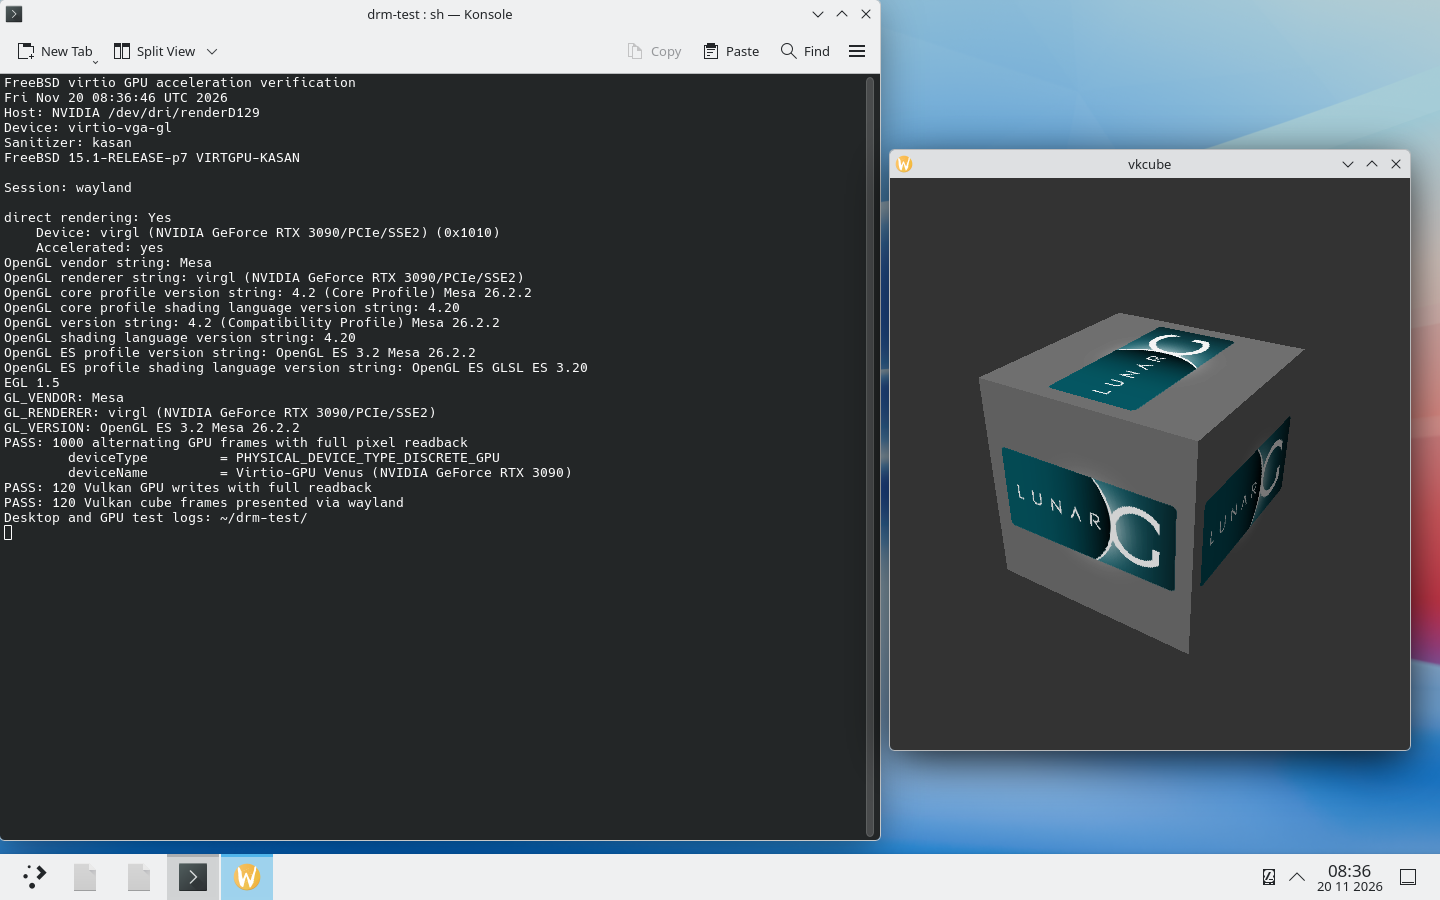 drm-test : sh — Konsole
New Tab
Split View
Copy
Paste
Find
FreeBSD virtio GPU acceleration verification
Fri Nov 20 08:36:46 UTC 2026
Host: NVIDIA /dev/dri/renderD129
Device: virtio-vga-gl
Sanitizer: kasan
FreeBSD 15.1-RELEASE-p7 VIRTGPU-KASAN
Session: wayland
direct rendering: Yes
Device: virgl (NVIDIA GeForce RTX 3090/PCIe/SSE2) (0x1010)
Accelerated: yes
OpenGL vendor string: Mesa
OpenGL renderer string: virgl (NVIDIA GeForce RTX 3090/PCIe/SSE2)
OpenGL core profile version string: 4.2 (Core Profile) Mesa 26.2.2
OpenGL core profile shading language version string: 4.20
OpenGL version string: 4.2 (Compatibility Profile) Mesa 26.2.2
OpenGL shading language version string: 4.20
OpenGL ES profile version string: OpenGL ES 3.2 Mesa 26.2.2
OpenGL ES profile shading language version string: OpenGL ES GLSL ES 3.20
EGL 1.5
GL_VENDOR: Mesa
GL_RENDERER: virgl (NVIDIA GeForce RTX 3090/PCIe/SSE2)
GL_VERSION: OpenGL ES 3.2 Mesa 26.2.2
PASS: 1000 alternating GPU frames with full pixel readback
deviceType = PHYSICAL_DEVICE_TYPE_DISCRETE_GPU
deviceName = Virtio-GPU Venus (NVIDIA GeForce RTX 3090)
PASS: 120 Vulkan GPU writes with full readback
PASS: 120 Vulkan cube frames presented via wayland
Desktop and GPU test logs: ~/drm-test/
vkcube
LUNAR G
LUNAR G
LUNAR G
08:36
20 11 2026